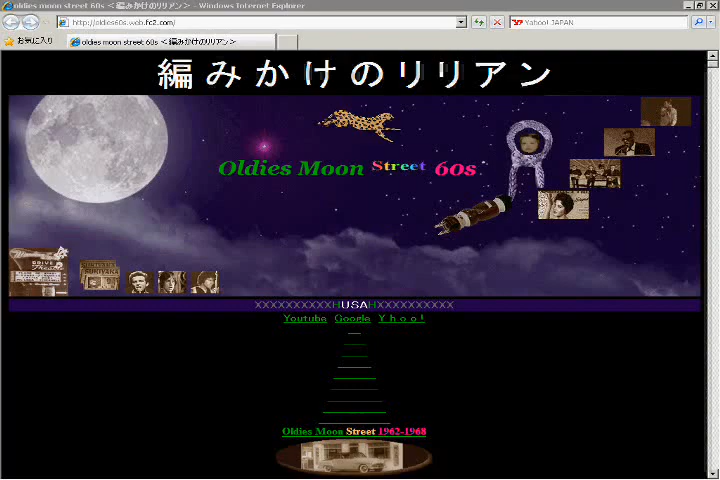 oldies moon street 60s <編みかけのリリアン> - Windows Internet Explorer
http://oldies60s.web.fc2.com/
Yahoo! JAPAN
お気に入り
oldies moon street 60s <編みかけのリリアン>
編みかけのリリアン
Oldies Moon Street 60s
DRIVE
SUKIYAKA
XXXXXXXXXXHUSAHXXXXXXXXXX
Youtube Google Yhoo!
Oldies Moon Street 1962-1968